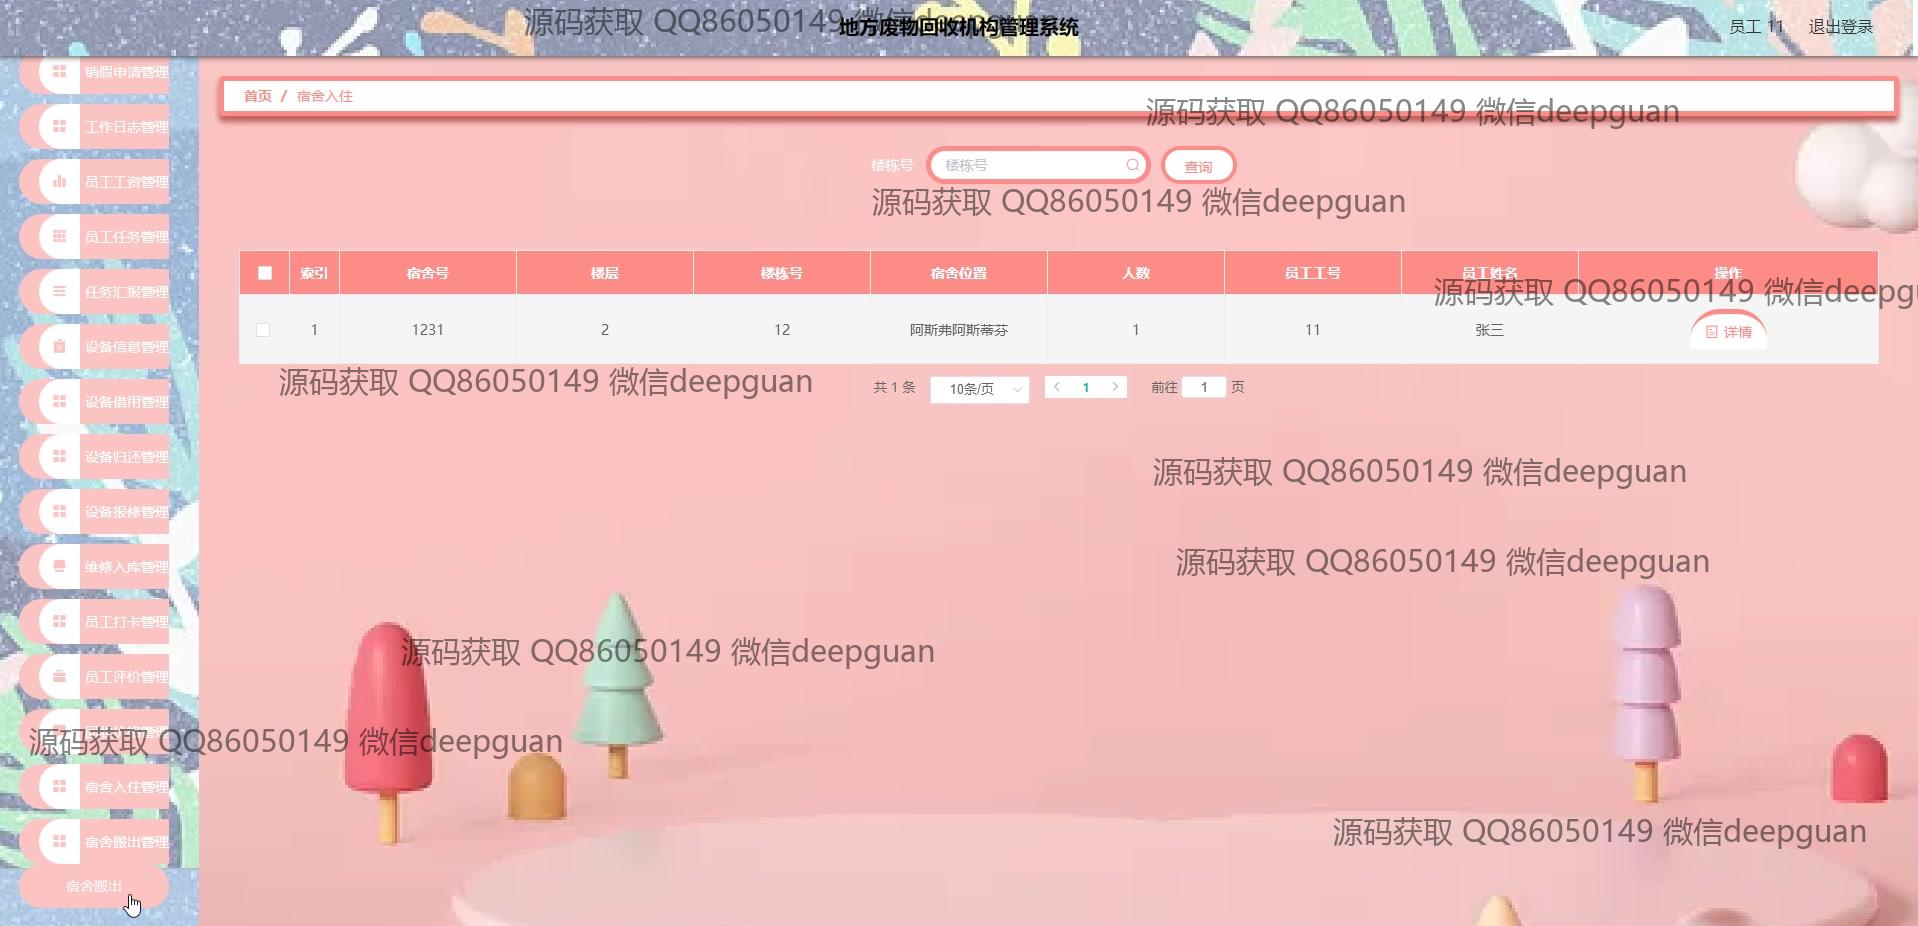 源码获取 QQ86050149 微信deepguan
地方废物回收机构管理系统
员工 11 退出登录
销假申请管理
工作日志管理
员工工资管理
员工任务管理
任务汇报管理
设备信息管理
设备借用管理
设备归还管理
设备报修管理
维修入库管理
员工打卡管理
员工评价管理
宿舍入住管理
宿舍搬出管理
宿舍搬出
首页 / 宿舍入住
源码获取 QQ86050149 微信deepguan
楼栋号 楼栋号 查询
源码获取 QQ86050149 微信deepguan
索引 宿舍号 楼层 楼栋号 宿舍位置 人数 员工工号 员工姓名 操作
源码获取 QQ86050149 微信deepgu
1 1231 2 12 阿斯弗阿斯蒂芬 1 11 张三 详情
源码获取 QQ86050149 微信deepguan
共 1 条 10条/页 1 前往 1 页
源码获取 QQ86050149 微信deepguan
源码获取 QQ86050149 微信deepguan
源码获取 QQ86050149 微信deepguan
源码获取 QQ86050149 微信deepguan
源码获取 QQ86050149 微信deepguan